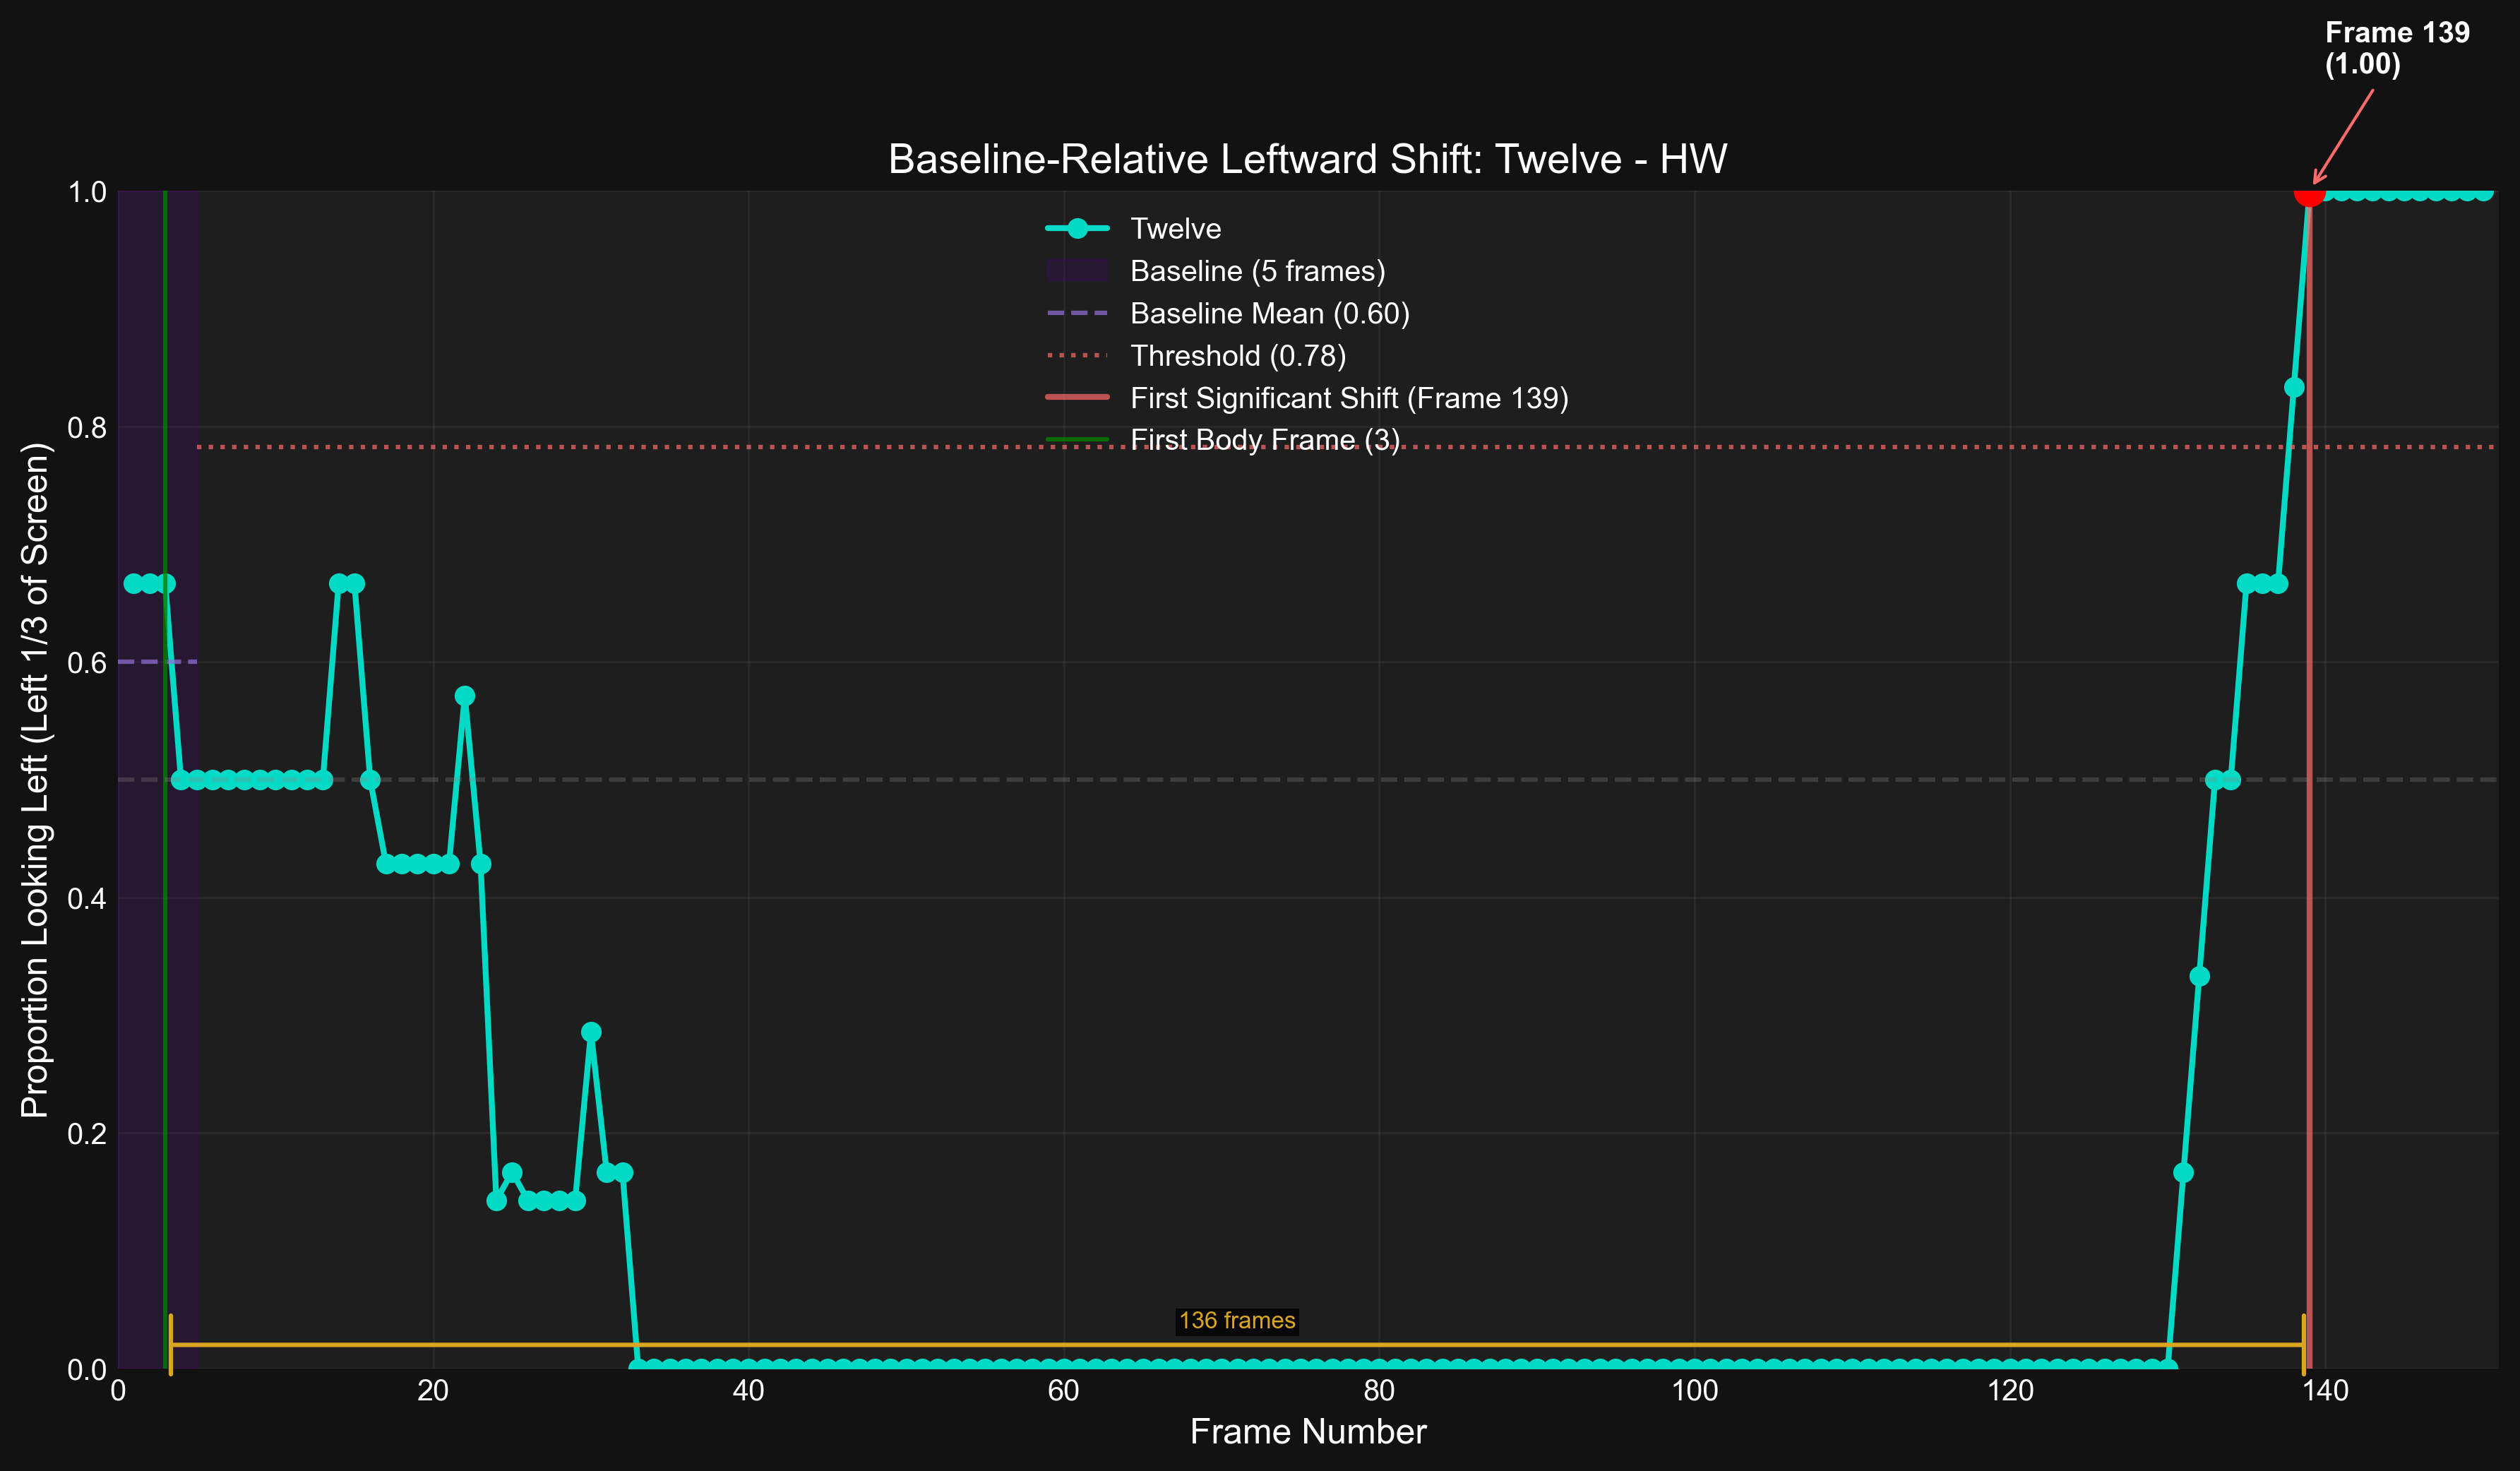 Frame 139
(1.00)
Baseline-Relative Leftward Shift: Twelve - HW
Twelve
Baseline (5 frames)
Baseline Mean (0.60)
Threshold (0.78)
First Significant Shift (Frame 139)
First Body Frame (3)
Proportion Looking Left (Left 1/3 of Screen)
1.0
0.8
0.6
0.4
0.2
0.0
136 frames
0 20 40 60 80 100 120 140
Frame Number